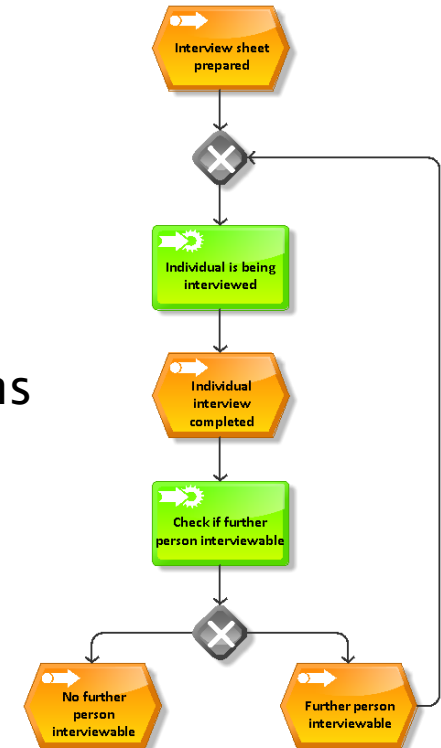 Interview sheet
prepared
Individual is being
interviewed
ns
Individual
interview
completed
Check if further
person interviewable
No further
person
interviewable
Further person
interviewable